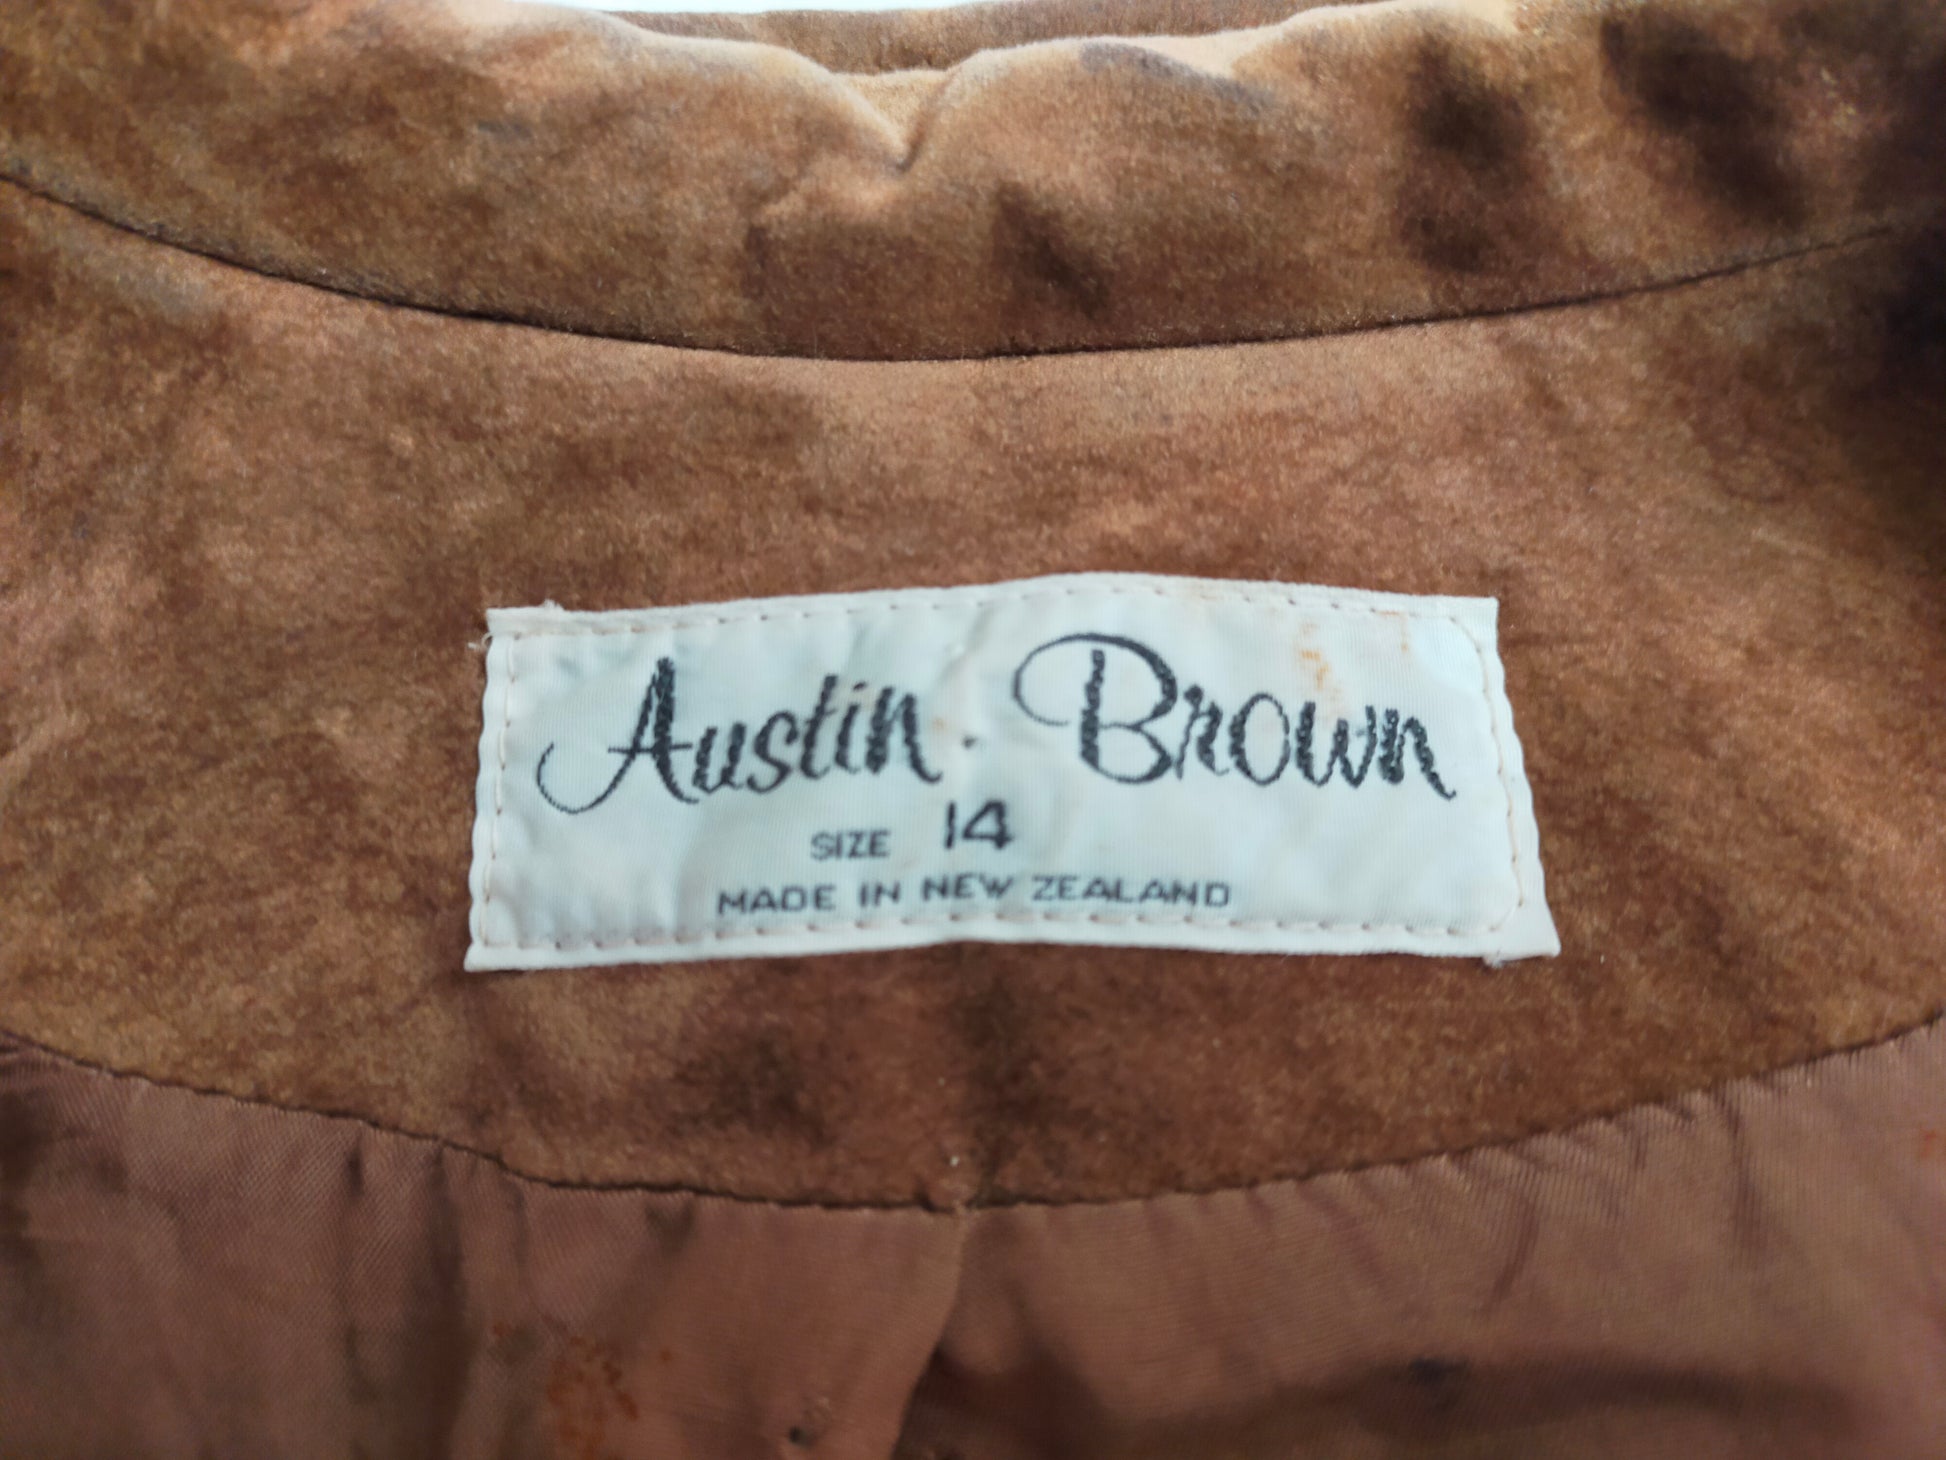 Austin. Brown
SIZE 14
MADE IN NEW ZEALAND